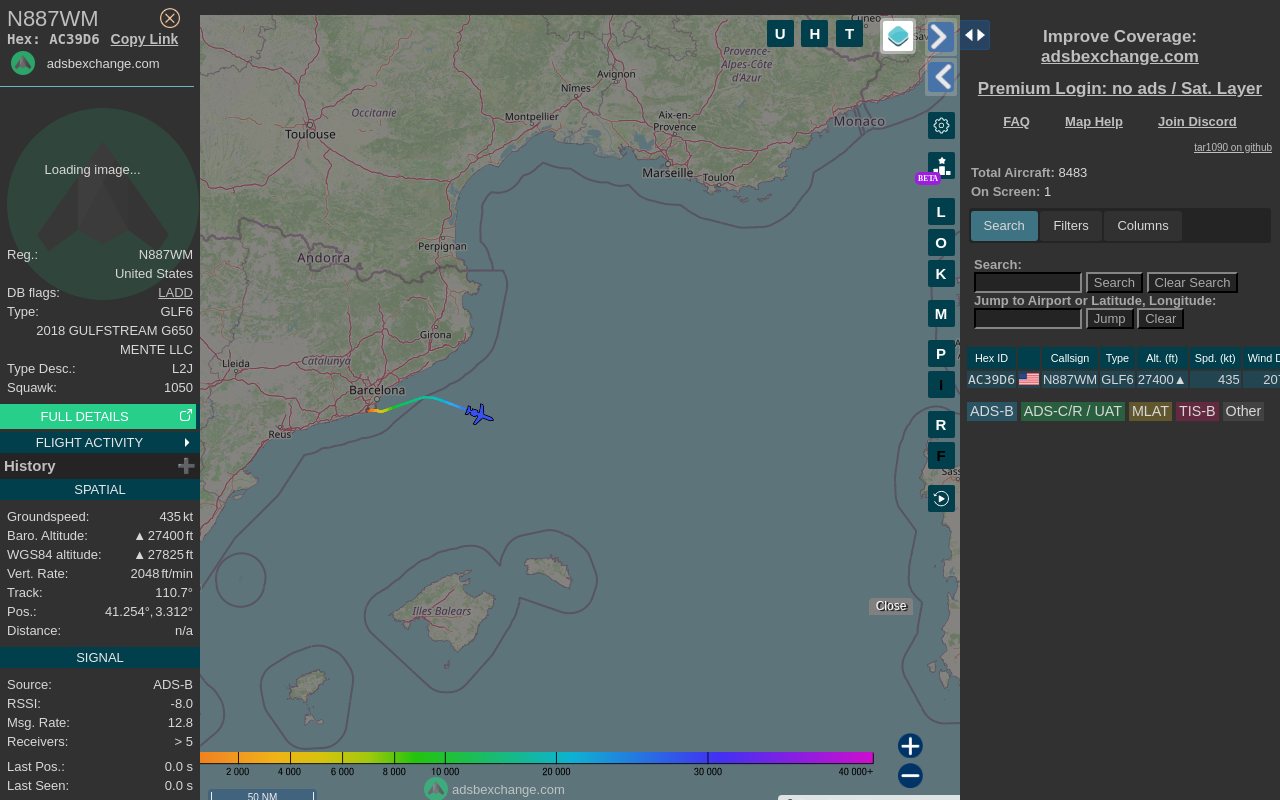 N887WM
Hex: AC39D6 Copy Link
adsbexchange.com
Loading image...
Reg.: N887WM
United States
DB flags: LADD
Type: GLF6
2018 GULFSTREAM G650
MENTE LLC
Type Desc.: L2J
Squawk: 1050
FULL DETAILS
FLIGHT ACTIVITY
History
SPATIAL
Groundspeed: 435 kt
Baro. Altitude: ▲ 27400 ft
WGS84 altitude: ▲ 27825 ft
Vert. Rate: 2048 ft/min
Track: 110.7°
Pos.: 41.254°, 3.312°
Distance: n/a
SIGNAL
Source: ADS-B
RSSI: -8.0
Msg. Rate: 12.8
Receivers: > 5
Last Pos.: 0.0 s
Last Seen: 0.0 s
U H T
Provence-
Alpes-Côte
d'Azur
Avignon
Nîmes
Occitanie
Montpellier
Aix-en-
Provence
Monaco
Toulouse
Marseille
Toulon
BETA
L
O
K
M
P
I
R
F
Perpignan
Andorra
Girona
Catalunya
Lleida
Barcelona
Reus
Illes Balears
Close
2 000 4 000 6 000 8 000 10 000 20 000 30 000 40 000+
adsbexchange.com
50 NM
Improve Coverage:
adsbexchange.com
Premium Login: no ads / Sat. Layer
FAQ Map Help Join Discord
tar1090 on github
Total Aircraft: 8483
On Screen: 1
Search Filters Columns
Search:
Search Clear Search
Jump to Airport or Latitude, Longitude:
Jump Clear
Hex ID Callsign Type Alt. (ft) Spd. (kt) Wind D
AC39D6 N887WM GLF6 27400▲ 435 207
ADS-B ADS-C/R / UAT MLAT TIS-B Other